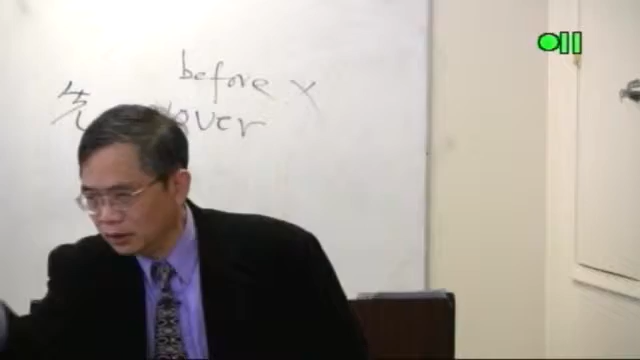 before ×
先 over